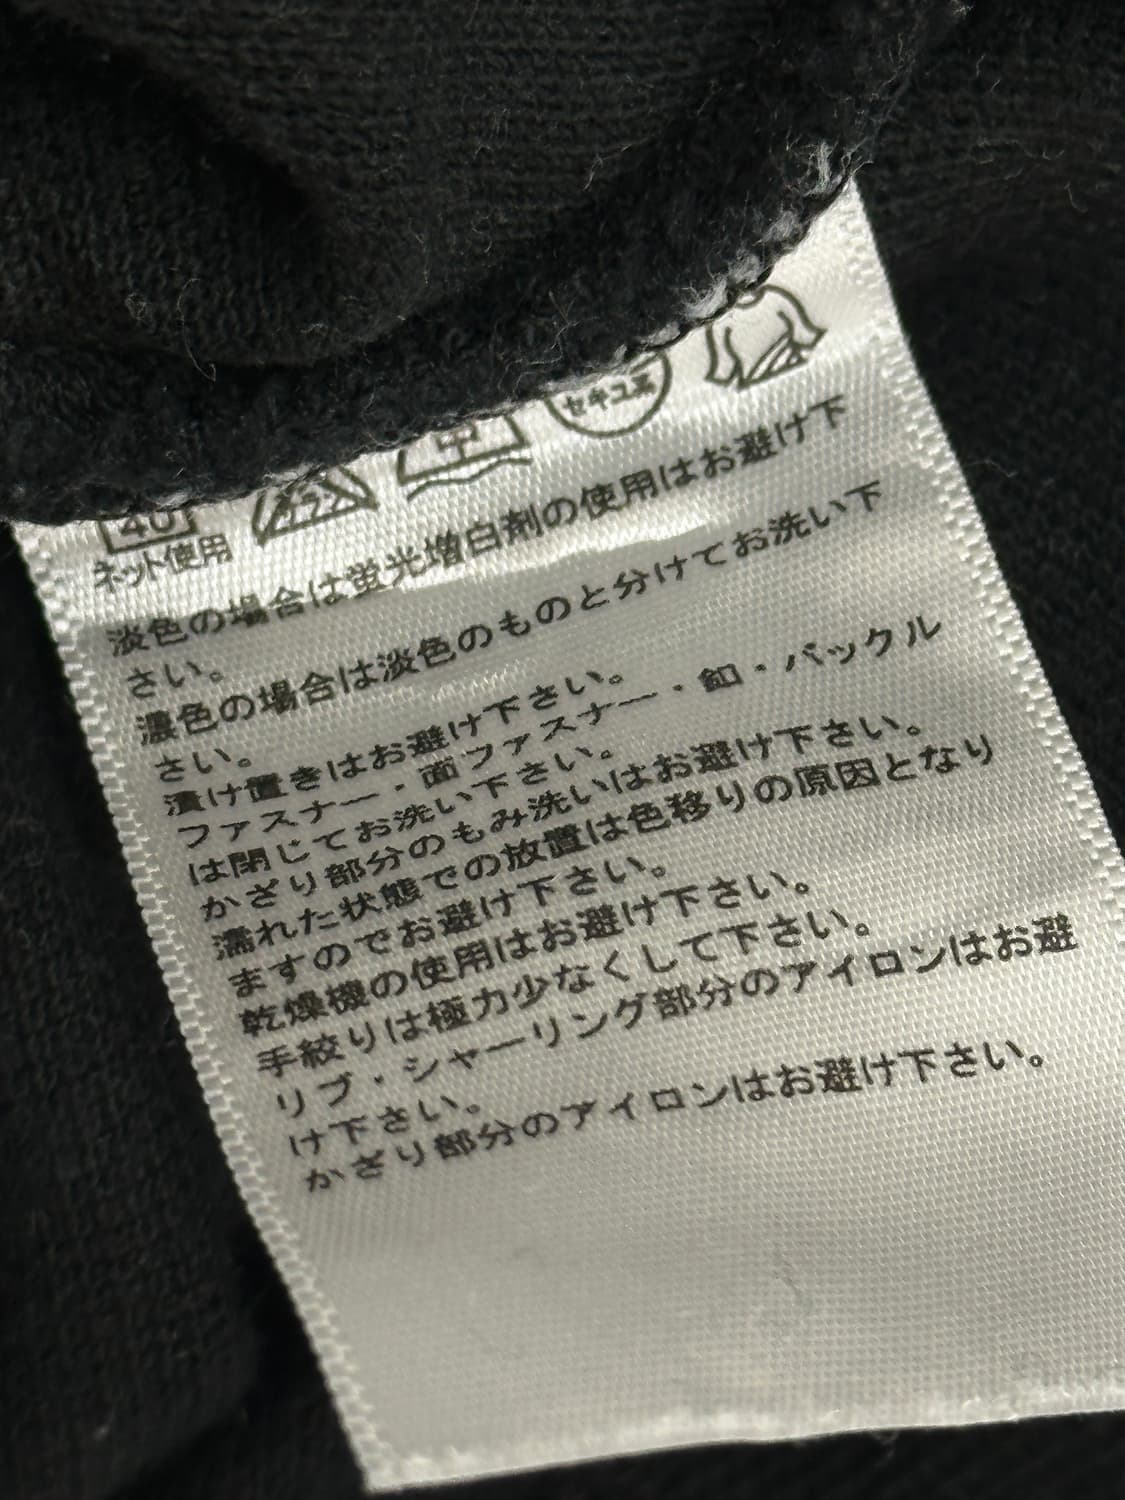 40
ネット使用
中
セキユ系
淡色の場合は蛍光増白剤の使用はお避け下
さい。
濃色の場合は淡色のものと分けてお洗い下
さい。
漬け置きはお避け下さい。
ファスナー・面ファスナー・釦・バックル
は閉じてお洗い下さい。
かざり部分のもみ洗いはお避け下さい。
濡れた状態での放置は色移りの原因となり
ますのでお避け下さい。
乾燥機の使用はお避け下さい。
手絞りは極力少なくして下さい。
リブ・シャーリング部分のアイロンはお避
け下さい。
かざり部分のアイロンはお避け下さい。